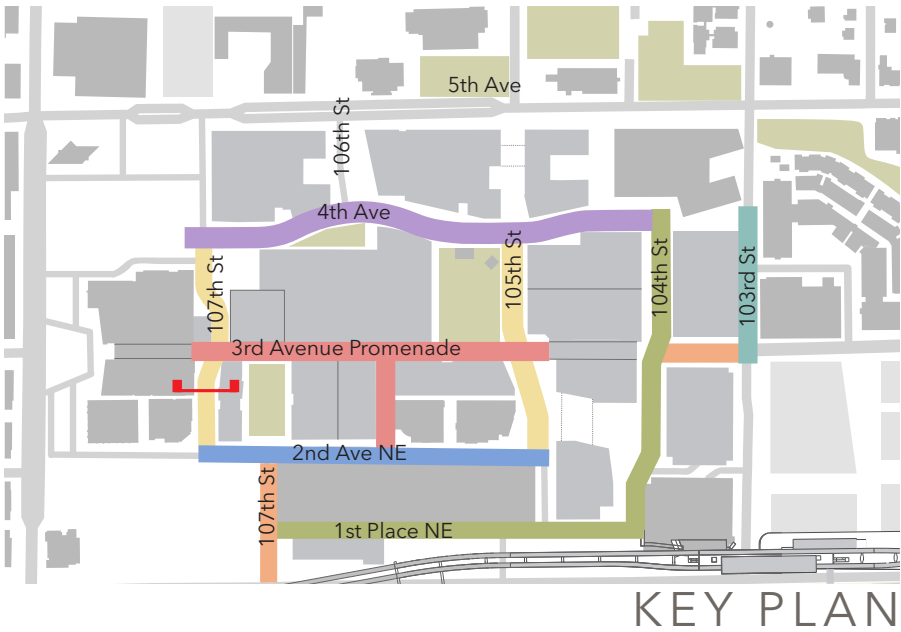 5th Ave
106th St
4th Ave
107th St
105th St
104th St
103rd St
3rd Avenue Promenade
2nd Ave NE
107th St
1st Place NE
KEY PLAN